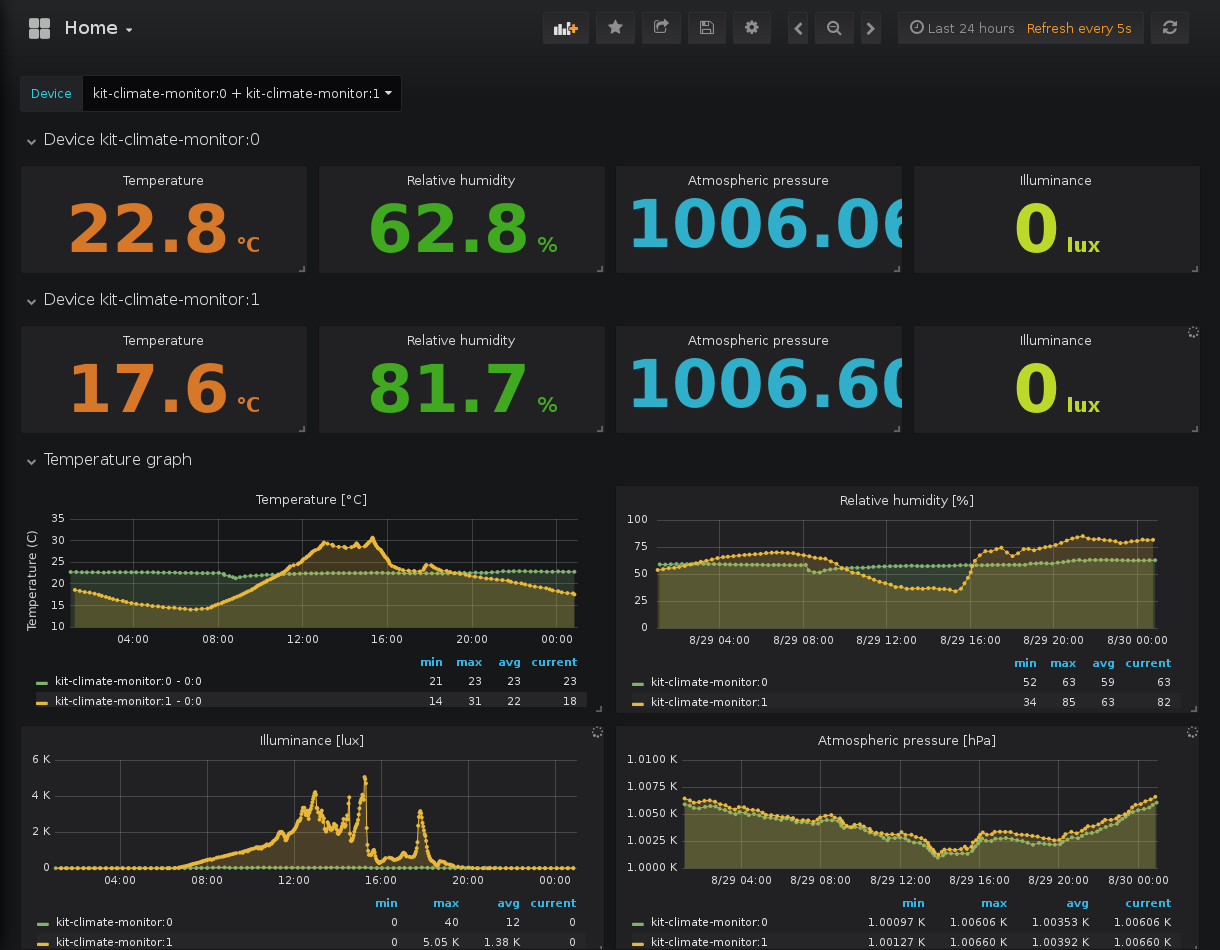 Home
Last 24 hours Refresh every 5s
Device kit-climate-monitor:0 + kit-climate-monitor:1
Device kit-climate-monitor:0
Temperature Relative humidity Atmospheric pressure Illuminance
22.8 °C 62.8 % 1006.06 0 lux
Device kit-climate-monitor:1
Temperature Relative humidity Atmospheric pressure Illuminance
17.6 °C 81.7 % 1006.60 0 lux
Temperature graph
Temperature [°C]
Temperature (C)
35
30
25
20
15
10
04:00 08:00 12:00 16:00 20:00 00:00
min max avg current
kit-climate-monitor:0 - 0:0 21 23 23 23
kit-climate-monitor:1 - 0:0 14 31 22 18
Relative humidity [%]
100
75
50
25
0
8/29 04:00 8/29 08:00 8/29 12:00 8/29 16:00 8/29 20:00 8/30 00:00
min max avg current
kit-climate-monitor:0 52 63 59 63
kit-climate-monitor:1 34 85 63 82
Illuminance [lux]
6 K
4 K
2 K
0
04:00 08:00 12:00 16:00 20:00 00:00
min max avg current
kit-climate-monitor:0 0 40 12 0
kit-climate-monitor:1 0 5.05 K 1.38 K 0
Atmospheric pressure [hPa]
1.0100 K
1.0075 K
1.0050 K
1.0025 K
1.0000 K
8/29 04:00 8/29 08:00 8/29 12:00 8/29 16:00 8/29 20:00 8/30 00:00
min max avg current
kit-climate-monitor:0 1.00097 K 1.00606 K 1.00353 K 1.00606 K
kit-climate-monitor:1 1.00127 K 1.00660 K 1.00392 K 1.00660 K